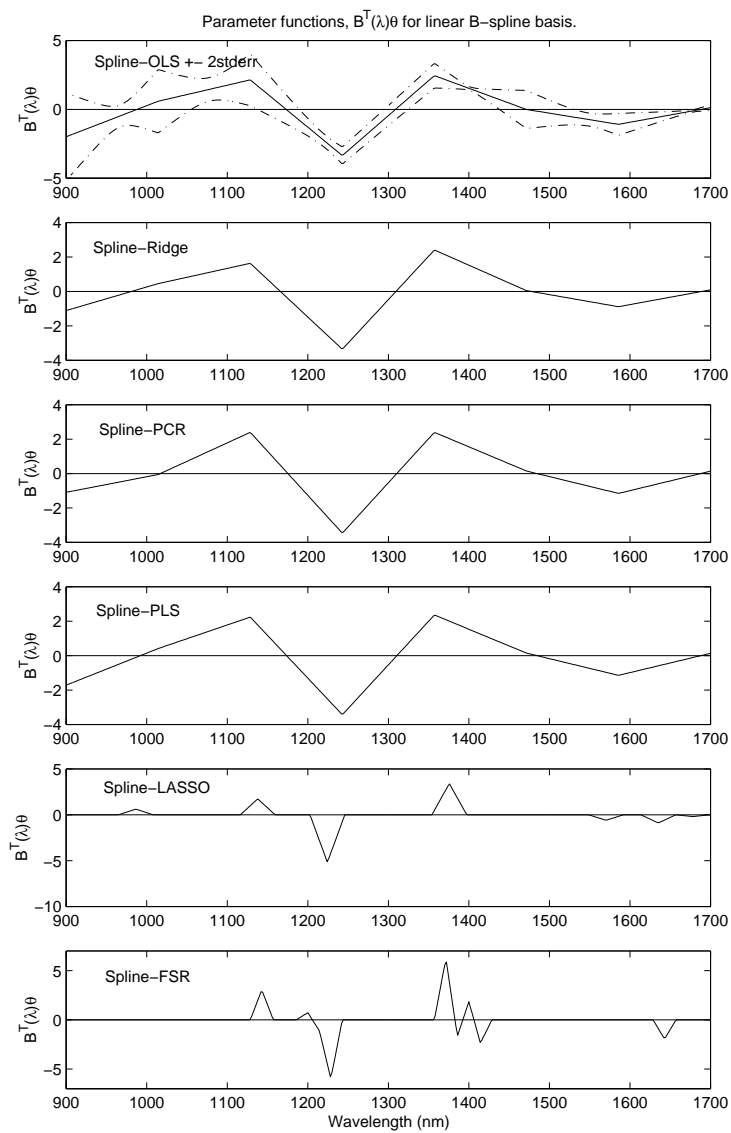 Parameter functions, B^T(λ)θ for linear B−spline basis.
5
0
−5
B^T(λ)θ
Spline−OLS +− 2stderr
900 1000 1100 1200 1300 1400 1500 1600 1700
4
2
0
−2
−4
B^T(λ)θ
Spline−Ridge
900 1000 1100 1200 1300 1400 1500 1600 1700
4
2
0
−2
−4
B^T(λ)θ
Spline−PCR
900 1000 1100 1200 1300 1400 1500 1600 1700
4
2
0
−2
−4
B^T(λ)θ
Spline−PLS
900 1000 1100 1200 1300 1400 1500 1600 1700
5
0
−5
−10
B^T(λ)θ
Spline−LASSO
900 1000 1100 1200 1300 1400 1500 1600 1700
5
0
−5
B^T(λ)θ
Spline−FSR
900 1000 1100 1200 1300 1400 1500 1600 1700
Wavelength (nm)